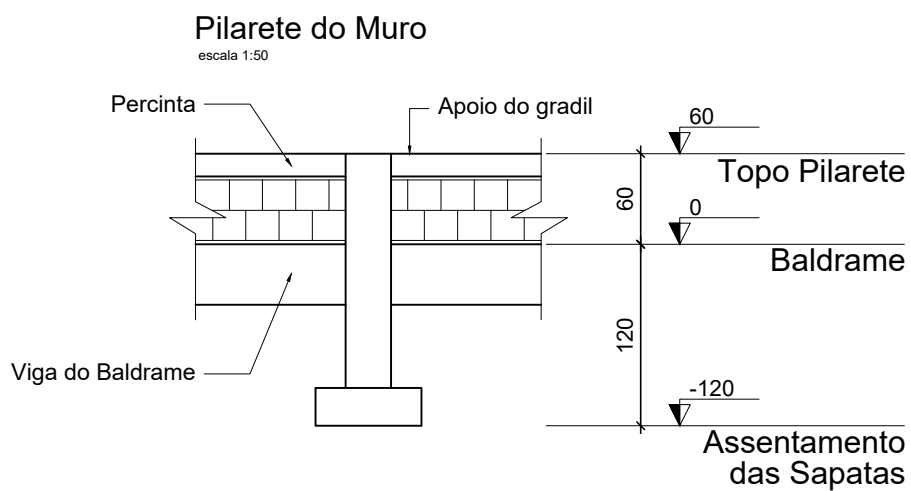 Pilarete do Muro
escala 1:50
Percinta
Apoio do gradil
60
Topo Pilarete
60
0
Baldrame
120
Viga do Baldrame
-120
Assentamento
das Sapatas